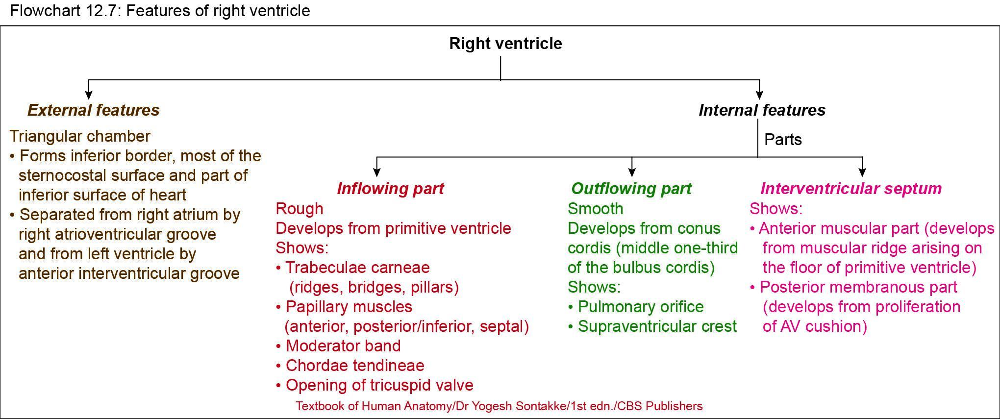 Flowchart 12.7: Features of right ventricle
Right ventricle
External features
Triangular chamber
• Forms inferior border, most of the
sternocostal surface and part of
inferior surface of heart
• Separated from right atrium by
right atrioventricular groove
and from left ventricle by
anterior interventricular groove
Internal features
Parts
Inflowing part
Rough
Develops from primitive ventricle
Shows:
• Trabeculae carneae
(ridges, bridges, pillars)
• Papillary muscles
(anterior, posterior/inferior, septal)
• Moderator band
• Chordae tendineae
• Opening of tricuspid valve
Outflowing part
Smooth
Develops from conus
cordis (middle one-third
of the bulbus cordis)
Shows:
• Pulmonary orifice
• Supraventricular crest
Interventricular septum
Shows:
• Anterior muscular part (develops
from muscular ridge arising on
the floor of primitive ventricle)
• Posterior membranous part
(develops from proliferation
of AV cushion)
Textbook of Human Anatomy/Dr Yogesh Sontakke/1st edn./CBS Publishers